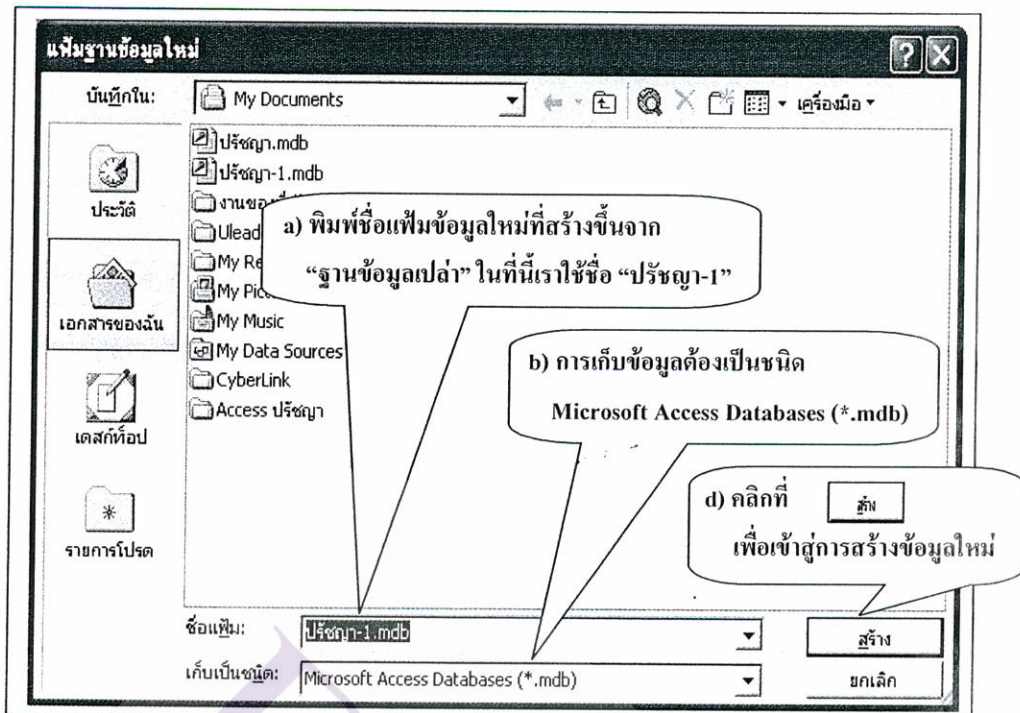 แฟ้มฐานข้อมูลใหม่
บันทึกใน: My Documents เครื่องมือ
ปรัชญา.mdb
ปรัชญา-1.mdb
ประวัติ
Ulead
My
My
a) พิมพ์ชื่อแฟ้มข้อมูลใหม่ที่สร้างขึ้นจาก
“ฐานข้อมูลเปล่า” ในที่นี้เราใช้ชื่อ “ปรัชญา-1”
เอกสารของฉัน
My Music
My Data Sources
CyberLink
Access ปรัชญา
b) การเก็บข้อมูลต้องเป็นชนิด
Microsoft Access Databases (*.mdb)
เดสก์ท็อป
d) คลิกที่ สร้าง
เพื่อเข้าสู่การสร้างข้อมูลใหม่
รายการโปรด
ชื่อแฟ้ม: ปรัชญา-1.mdb สร้าง
เก็บเป็นชนิด: Microsoft Access Databases (*.mdb) ยกเลิก